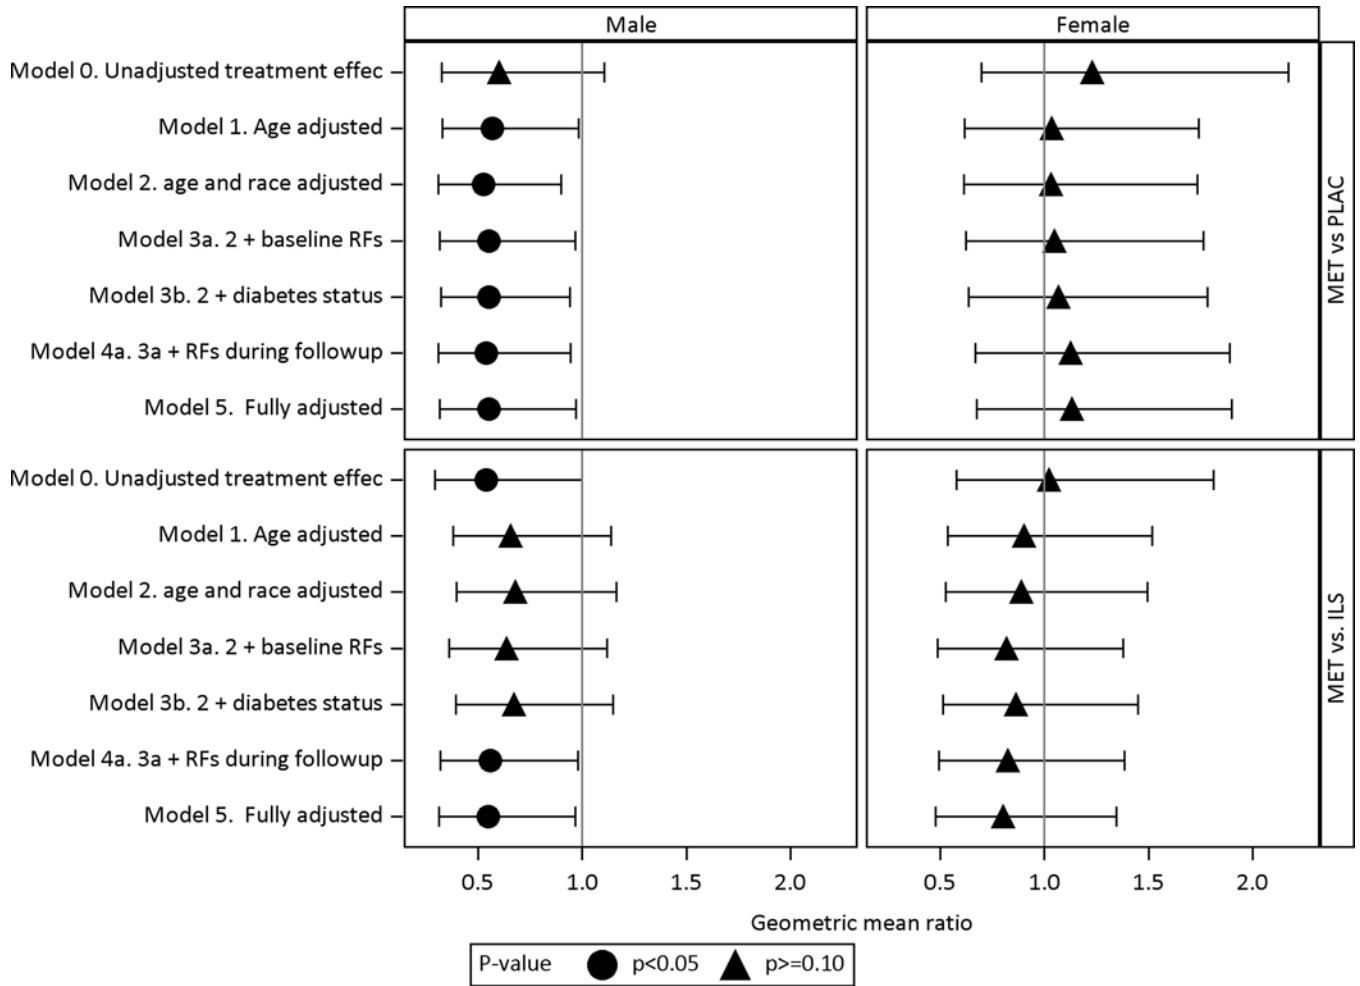 Male Female
Model 0. Unadjusted treatment effec
Model 1. Age adjusted
Model 2. age and race adjusted
Model 3a. 2 + baseline RFs
Model 3b. 2 + diabetes status
Model 4a. 3a + RFs during followup
Model 5.  Fully adjusted
MET vs PLAC
Model 0. Unadjusted treatment effec
Model 1. Age adjusted
Model 2. age and race adjusted
Model 3a. 2 + baseline RFs
Model 3b. 2 + diabetes status
Model 4a. 3a + RFs during followup
Model 5.  Fully adjusted
MET vs. ILS
0.5 1.0 1.5 2.0 0.5 1.0 1.5 2.0
Geometric mean ratio
P-value p<0.05 p>=0.10